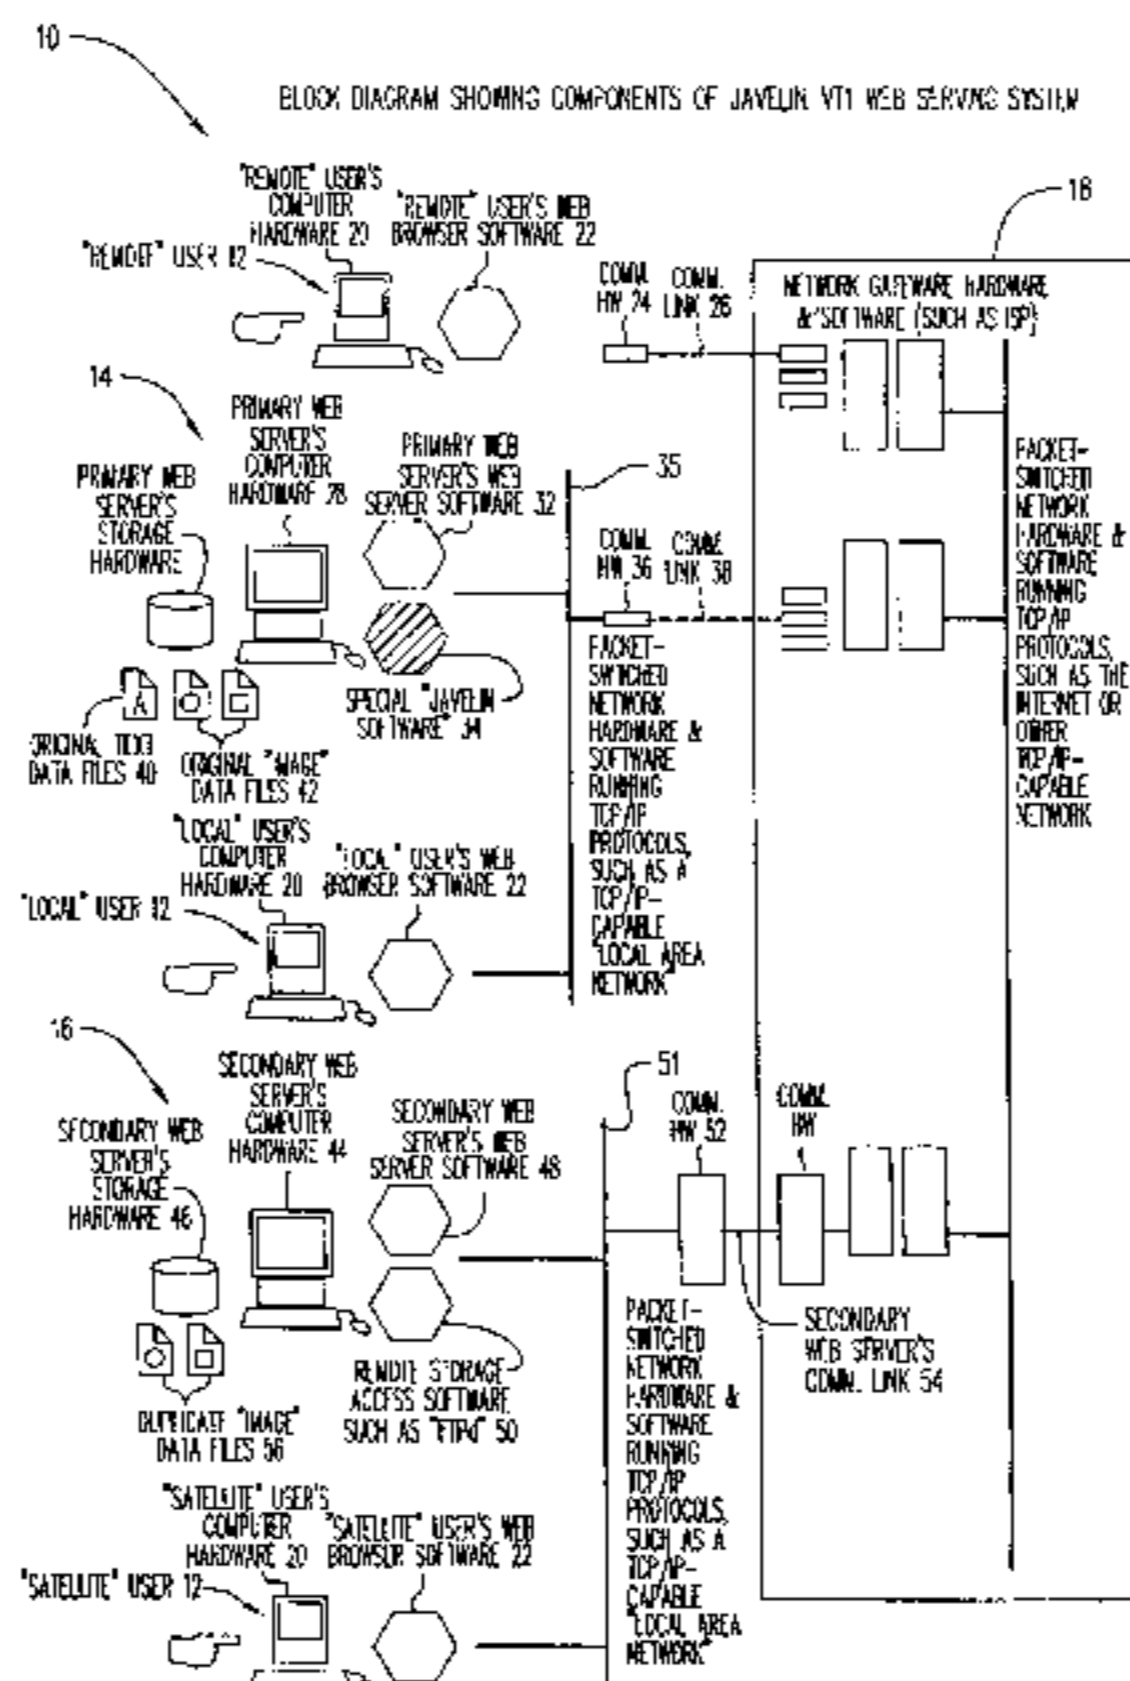 10
BLOCK DIAGRAM SHOWING COMPONENTS OF JAVELIN VT1 WEB SERVING SYSTEM
"REMOTE" USER'S
COMPUTER
HARDWARE 20
"REMOTE" USER'S WEB
BROWSER SOFTWARE 22
"REMOTE" USER 12
18
COMM.
HW 24
COMM.
LINK 26
NETWORK GATEWARE HARDWARE
& SOFTWARE (SUCH AS ISP)
14
PRIMARY WEB
SERVER'S
COMPUTER
HARDWARE 28
PRIMARY WEB
SERVER'S WEB
SERVER SOFTWARE 32
PRIMARY WEB
SERVER'S
STORAGE
HARDWARE
35
COMM.
HW 36
COMM.
LINK 38
PACKET-
SWITCHED
NETWORK
HARDWARE &
SOFTWARE
RUNNING
TCP/IP
PROTOCOLS,
SUCH AS THE
INTERNET OR
OTHER
TCP/IP-
CAPABLE
NETWORK
A
SPECIAL "JAVELIN
SOFTWARE" 34
ORIGINAL TEXT
DATA FILES 40
ORIGINAL "IMAGE"
DATA FILES 42
PACKET-
SWITCHED
NETWORK
HARDWARE &
SOFTWARE
RUNNING
TCP/IP
PROTOCOLS,
SUCH AS A
TCP/IP-
CAPABLE
"LOCAL AREA
NETWORK"
"LOCAL" USER'S
COMPUTER
HARDWARE 20
"LOCAL" USER'S WEB
BROWSER SOFTWARE 22
"LOCAL" USER 12
16
SECONDARY WEB
SERVER'S
COMPUTER
HARDWARE 44
SECONDARY WEB
SERVER'S WEB
SERVER SOFTWARE 48
SECONDARY WEB
SERVER'S
STORAGE
HARDWARE 46
51
COMM.
HW 52
COMM.
HW
SECONDARY
WEB SERVER'S
COMM. LINK 54
REMOTE STORAGE
ACCESS SOFTWARE
SUCH AS "FTPd" 50
DUPLICATE "IMAGE"
DATA FILES 56
PACKET-
SWITCHED
NETWORK
HARDWARE &
SOFTWARE
RUNNING
TCP/IP
PROTOCOLS,
SUCH AS A
TCP/IP-
CAPABLE
"LOCAL AREA
NETWORK"
"SATELLITE" USER'S
COMPUTER
HARDWARE 20
"SATELLITE" USER'S WEB
BROWSER SOFTWARE 22
"SATELLITE" USER 12